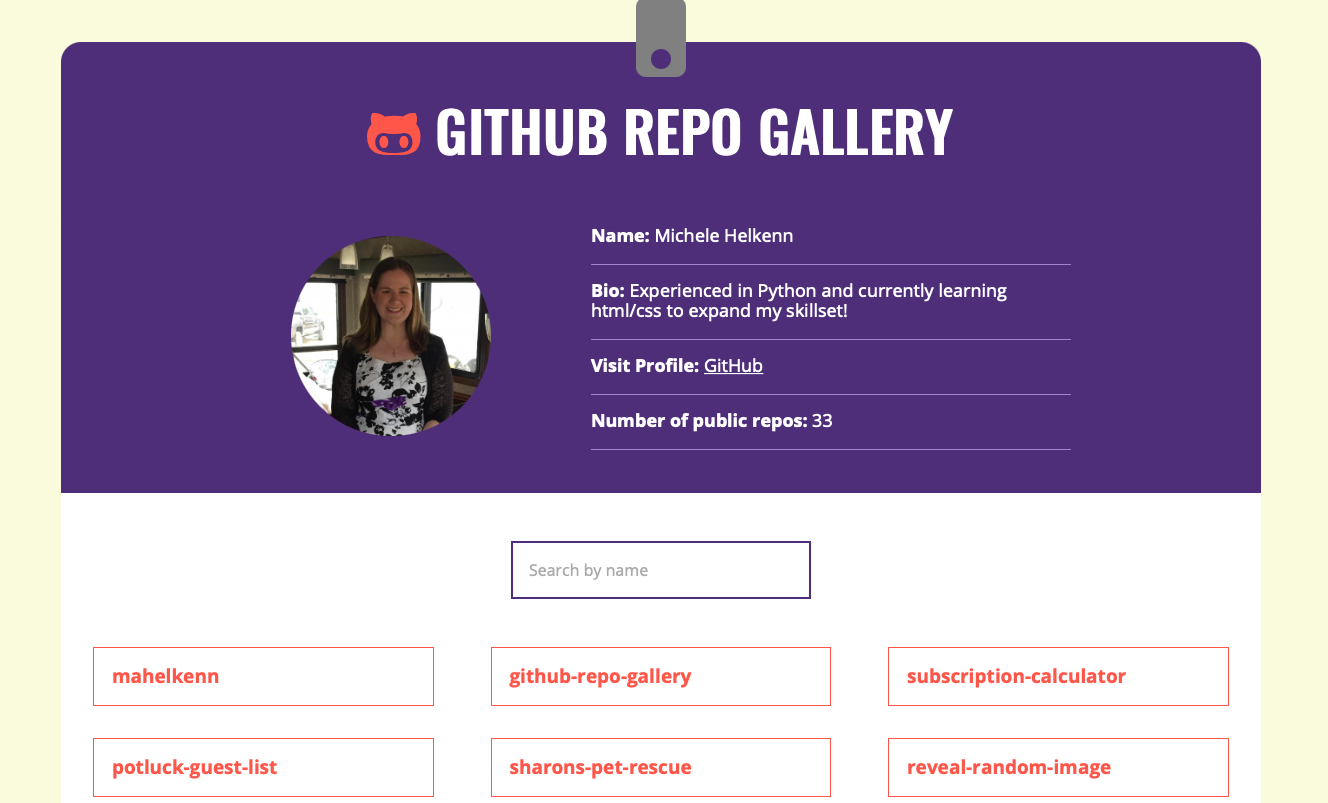 GITHUB REPO GALLERY
Name: Michele Helkenn
Bio: Experienced in Python and currently learning
html/css to expand my skillset!
Visit Profile: GitHub
Number of public repos: 33
Search by name
mahelkenn
github-repo-gallery
subscription-calculator
potluck-guest-list
sharons-pet-rescue
reveal-random-image